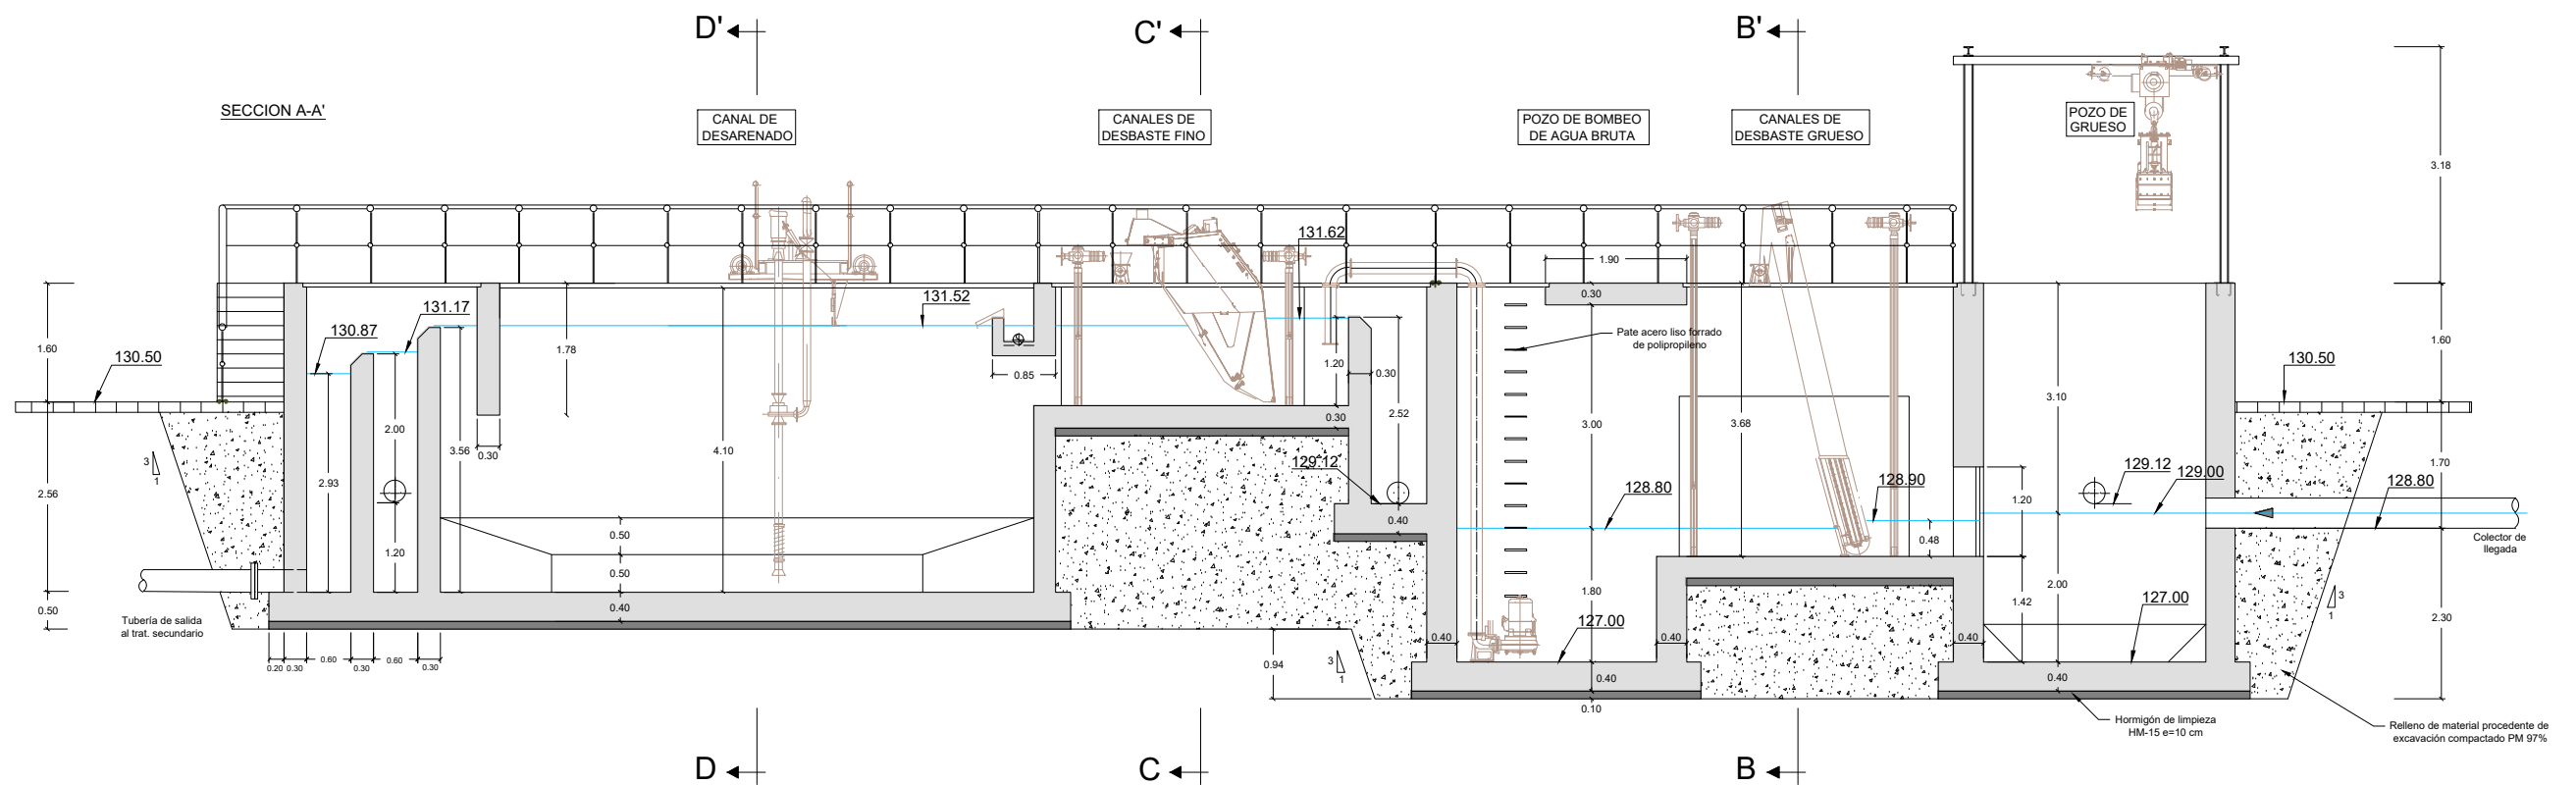 D'
C'
B'
SECCION A-A'
CANAL DE
DESARENADO
CANALES DE
DESBASTE FINO
POZO DE BOMBEO
DE AGUA BRUTA
CANALES DE
DESBASTE GRUESO
POZO DE
GRUESO
3.18
131.62
1.90
0.30
131.52
131.17
130.87
1.60
130.50
1.78
0.85
1.20
0.30
2.52
Pate acero liso forrado
de polipropileno
1.60
130.50
3.10
2.00
3.56
0.30
4.10
0.30
3.00
3.68
3
1
2.93
2.56
129.12
128.80
128.90
1.20
129.12
129.00
1.70
128.80
0.40
0.50
0.48
Colector de
llegada
1.20
0.50
0.50
0.40
1.80
2.00
1.42
127.00
127.00
3
1
2.30
Tubería de salida
al trat. secundario
0.20
0.30
0.60
0.30
0.60
0.30
0.94
3
1
0.40
0.40
0.40
0.40
0.40
0.10
Hormigón de limpieza
HM-15 e=10 cm
Relleno de material procedente de
excavación compactado PM 97%
D
C
B